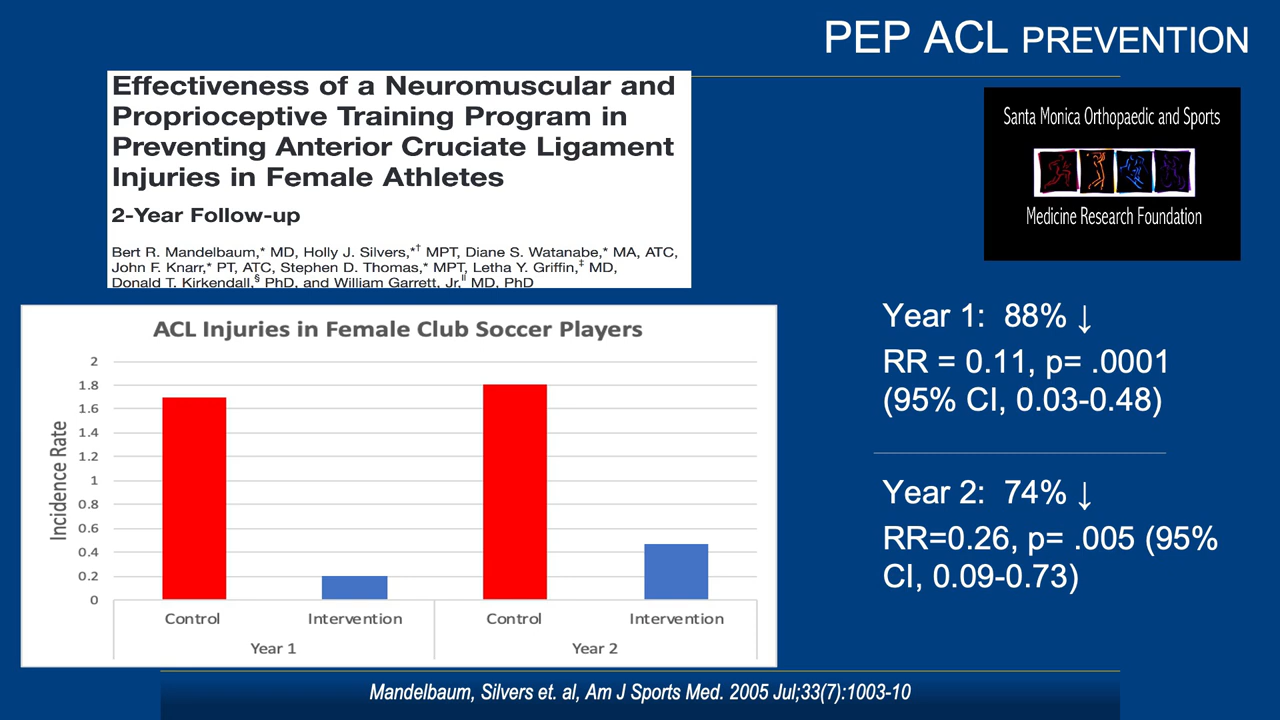 PEP ACL PREVENTION
Effectiveness of a Neuromuscular and
Proprioceptive Training Program in
Preventing Anterior Cruciate Ligament
Injuries in Female Athletes
2-Year Follow-up
Bert R. Mandelbaum,* MD, Holly J. Silvers,*† MPT, Diane S. Watanabe,* MA, ATC,
John F. Knarr,* PT, ATC, Stephen D. Thomas,* MPT, Letha Y. Griffin,‡ MD,
Donald T. Kirkendall,§ PhD, and William Garrett, Jr,|| MD, PhD
Santa Monica Orthopaedic and Sports
Medicine Research Foundation
ACL Injuries in Female Club Soccer Players
Incidence Rate
2
1.8
1.6
1.4
1.2
1
0.8
0.6
0.4
0.2
0
Control
Intervention
Control
Intervention
Year 1
Year 2
Year 1: 88% ↓
RR = 0.11, p= .0001
(95% CI, 0.03-0.48)
Year 2: 74% ↓
RR=0.26, p= .005 (95%
CI, 0.09-0.73)
Mandelbaum, Silvers et. al, Am J Sports Med. 2005 Jul;33(7):1003-10